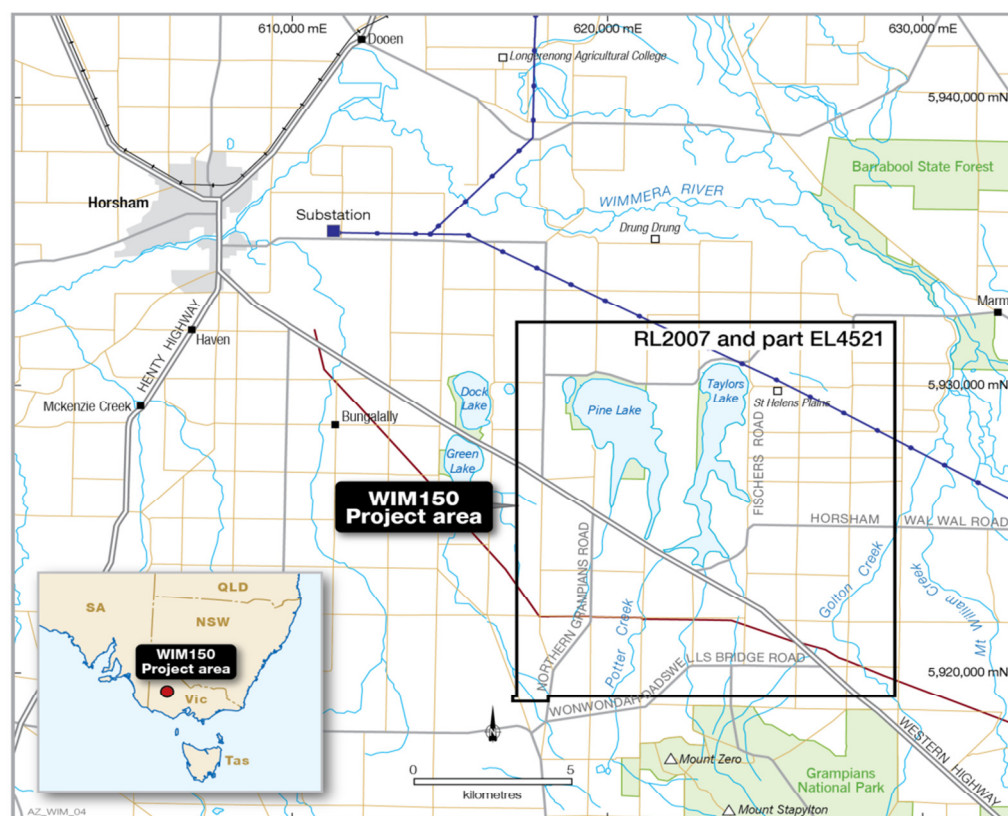 610,000 mE
620,000 mE
630,000 mE
Dooen
Longerenong Agricultural College
5,940,000 mN
Barrabool State Forest
Horsham
WIMMERA RIVER
Substation
Drung Drung
Marm
HENTY HIGHWAY
Haven
RL2007 and part EL4521
Mckenzie Creek
Bungalally
Dock
Lake
Pine Lake
Taylors
Lake
5,930,000 mN
St Helens Plains
Green
Lake
FISCHERS ROAD
WIM150
Project area
HORSHAM
WAL WAL ROAD
NORTHERN GRAMPIANS ROAD
Potter Creek
Golton Creek
Mt William Creek
SA
QLD
NSW
WIM150
Project area
Vic
Tas
5,920,000 mN
WONWONDAH ROADSWELLS BRIDGE ROAD
WESTERN HIGHWAY
N
Mount Zero
Grampians
National Park
Mount Stapylton
0
5
kilometres
AZ_WIM_04